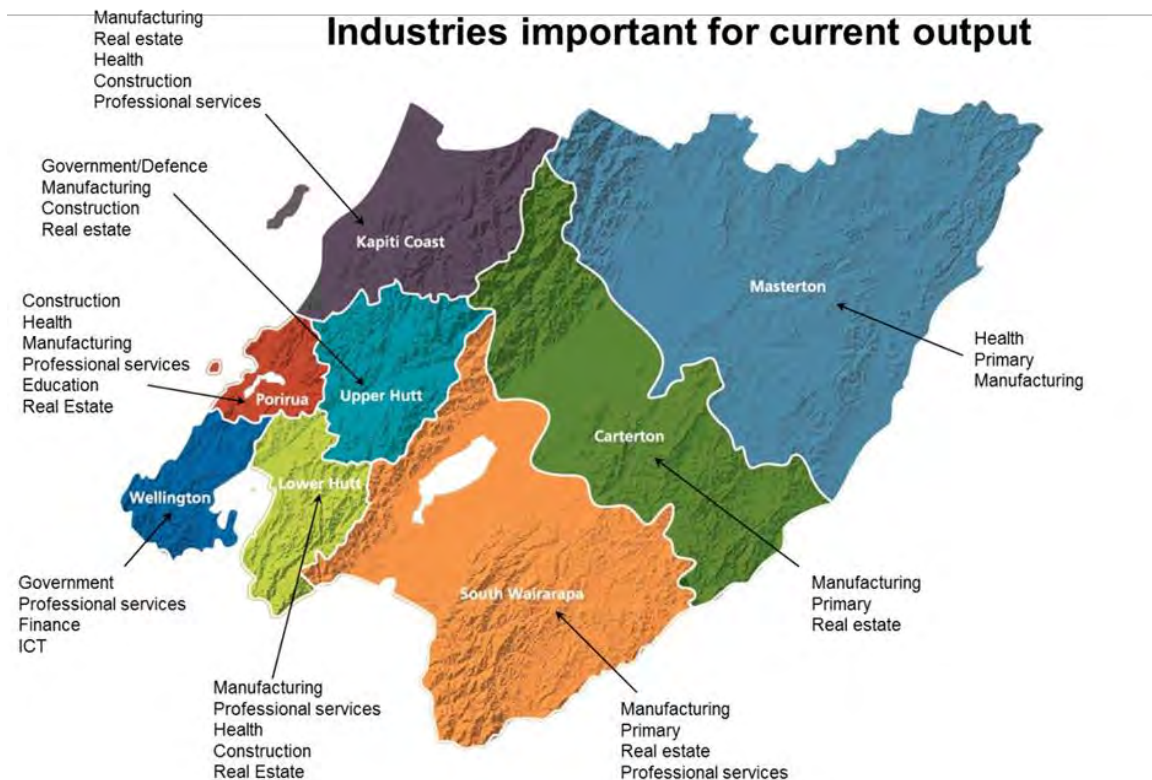 Industries important for current output
Manufacturing
Real estate
Health
Construction
Professional services
Government/Defence
Manufacturing
Construction
Real estate
Construction
Health
Manufacturing
Professional services
Education
Real Estate
Kapiti Coast
Masterton
Porirua
Upper Hutt
Carterton
Wellington
Lower Hutt
South Wairarapa
Health
Primary
Manufacturing
Government
Professional services
Finance
ICT
Manufacturing
Primary
Real estate
Manufacturing
Professional services
Health
Construction
Real Estate
Manufacturing
Primary
Real estate
Professional services